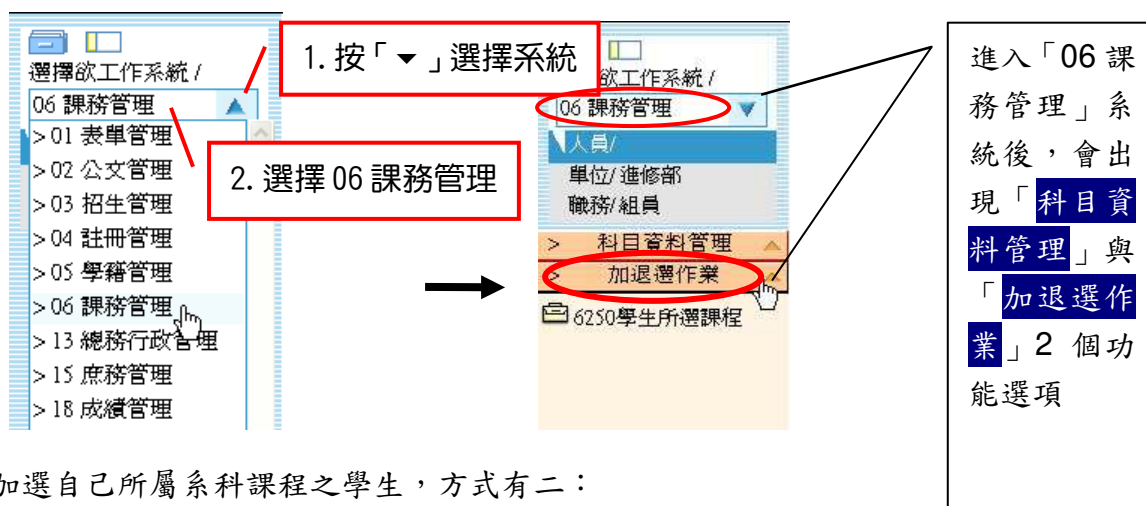 選擇欲工作系統/
06 課務管理
> 01 表單管理
> 02 公文管理
> 03 招生管理
> 04 註冊管理
> 05 學籍管理
> 06 課務管理
> 13 總務行政管理
> 15 庶務管理
> 18 成績管理
1. 按「▼」選擇系統
2. 選擇 06 課務管理
欲工作系統/
06 課務管理
人員/
單位/進修部
職務/組員
> 科目資料管理
> 加退選作業
6250學生所選課程
進入「06 課
務管理」系
統後，會出
現「科目資
料管理」與
「加退選作
業」2 個功
能選項
加選自己所屬系科課程之學生，方式有二：